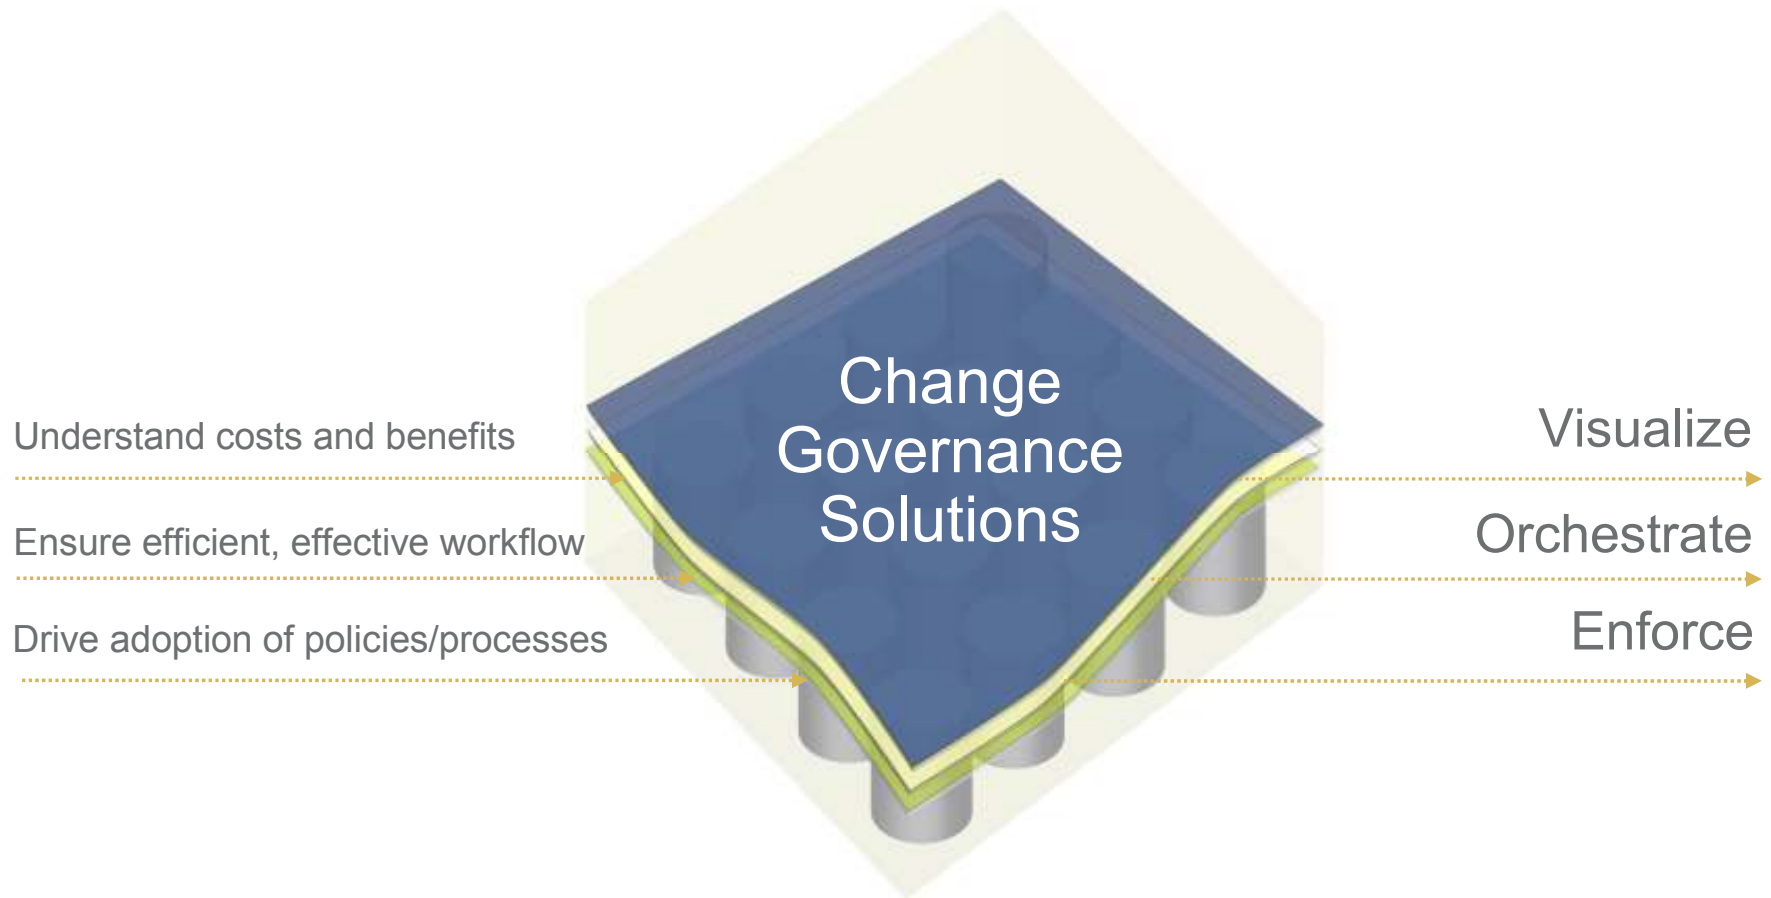 Change
Governance
Solutions
Understand costs and benefits
Visualize
Ensure efficient, effective workflow
Orchestrate
Drive adoption of policies/processes
Enforce